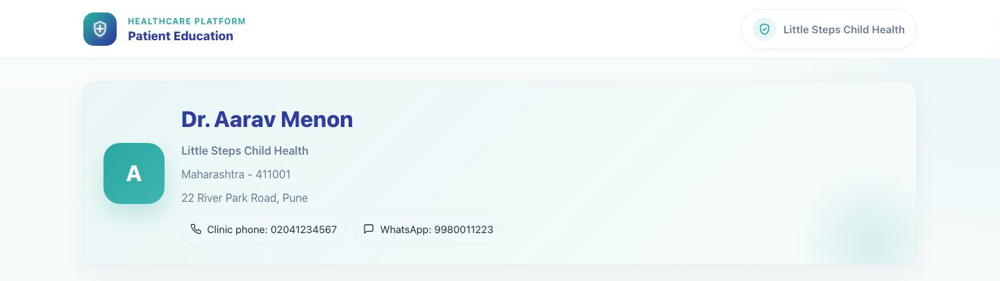 HEALTHCARE PLATFORM
Patient Education
Little Steps Child Health
Dr. Aarav Menon
A
Little Steps Child Health
Maharashtra - 411001
22 River Park Road, Pune
Clinic phone: 02041234567
WhatsApp: 9980011223